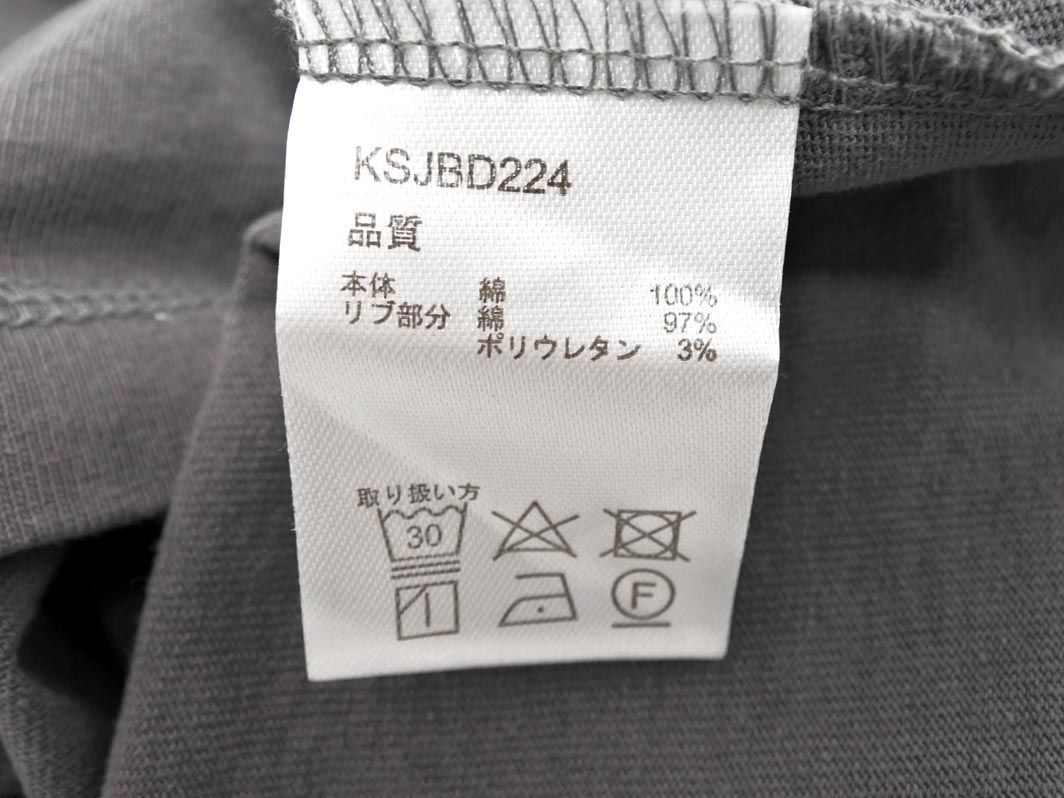 KSJBD224
品質
本体 綿 100%
リブ部分 綿 97%
ポリウレタン 3%
取り扱い方
30
F